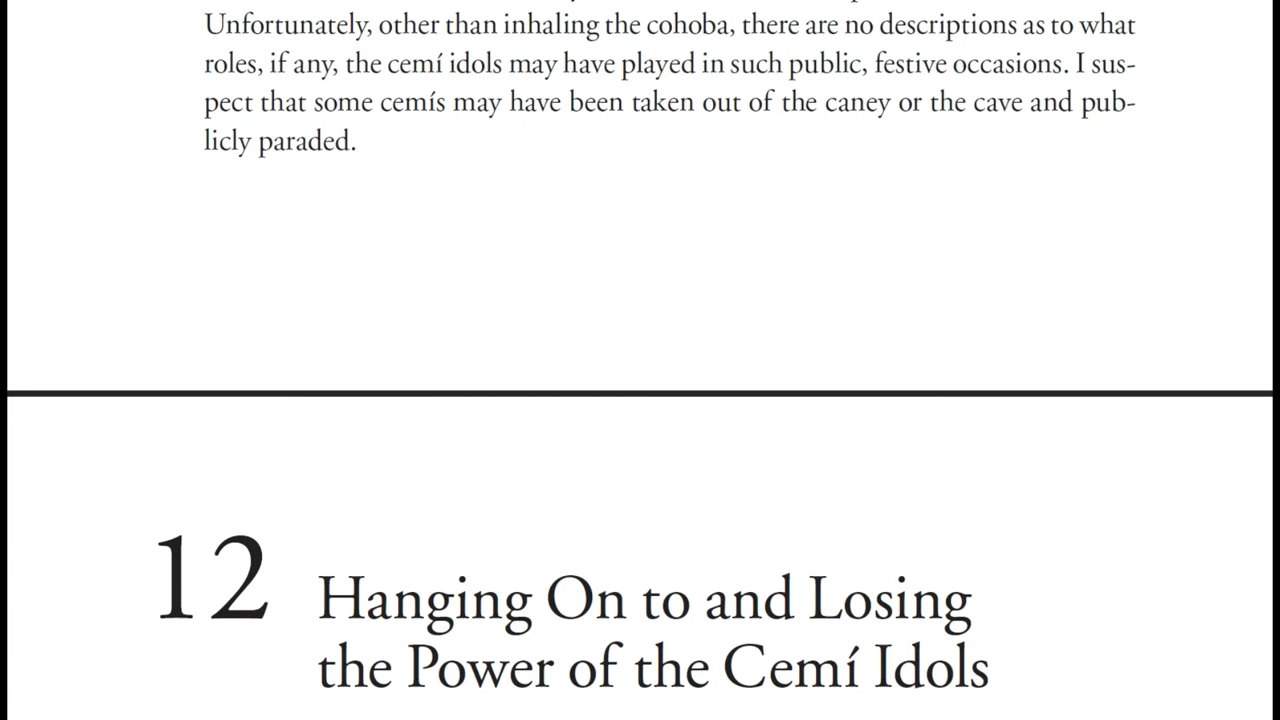 Unfortunately, other than inhaling the cohoba, there are no descriptions as to what
roles, if any, the cemí idols may have played in such public, festive occasions. I sus-
pect that some cemís may have been taken out of the caney or the cave and pub-
licly paraded.
12 Hanging On to and Losing
the Power of the Cemí Idols